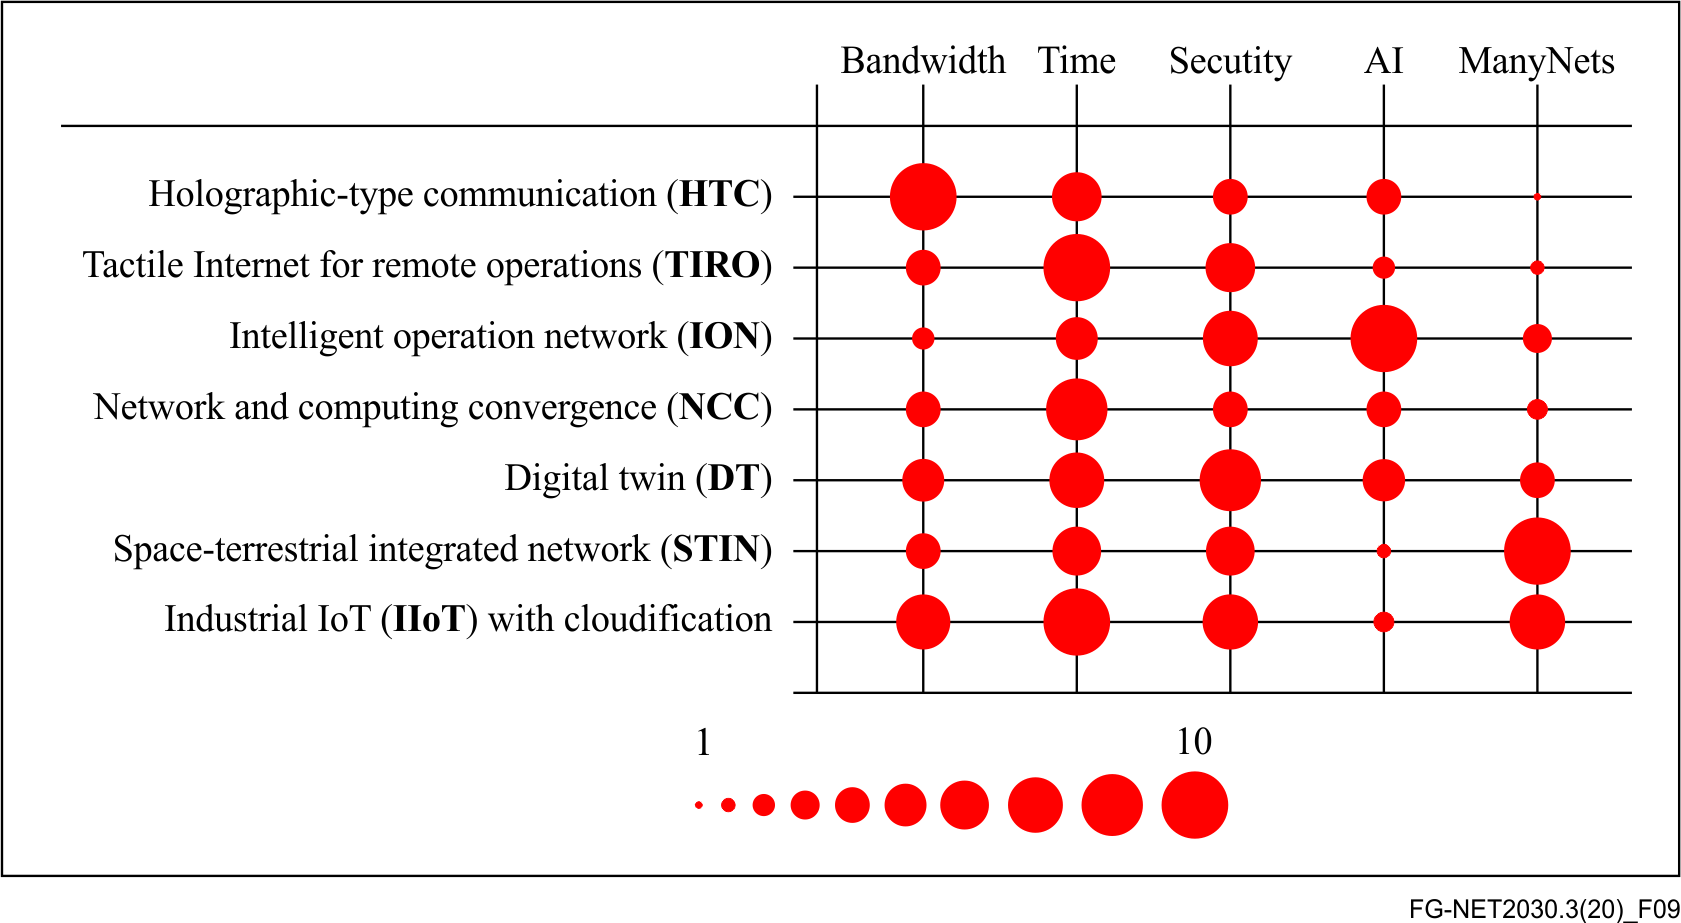 Bandwidth Time Secutity AI ManyNets
Holographic-type communication (HTC)
Tactile Internet for remote operations (TIRO)
Intelligent operation network (ION)
Network and computing convergence (NCC)
Digital twin (DT)
Space-terrestrial integrated network (STIN)
Industrial IoT (IIoT) with cloudification
1 10
FG-NET2030.3(20)_F09